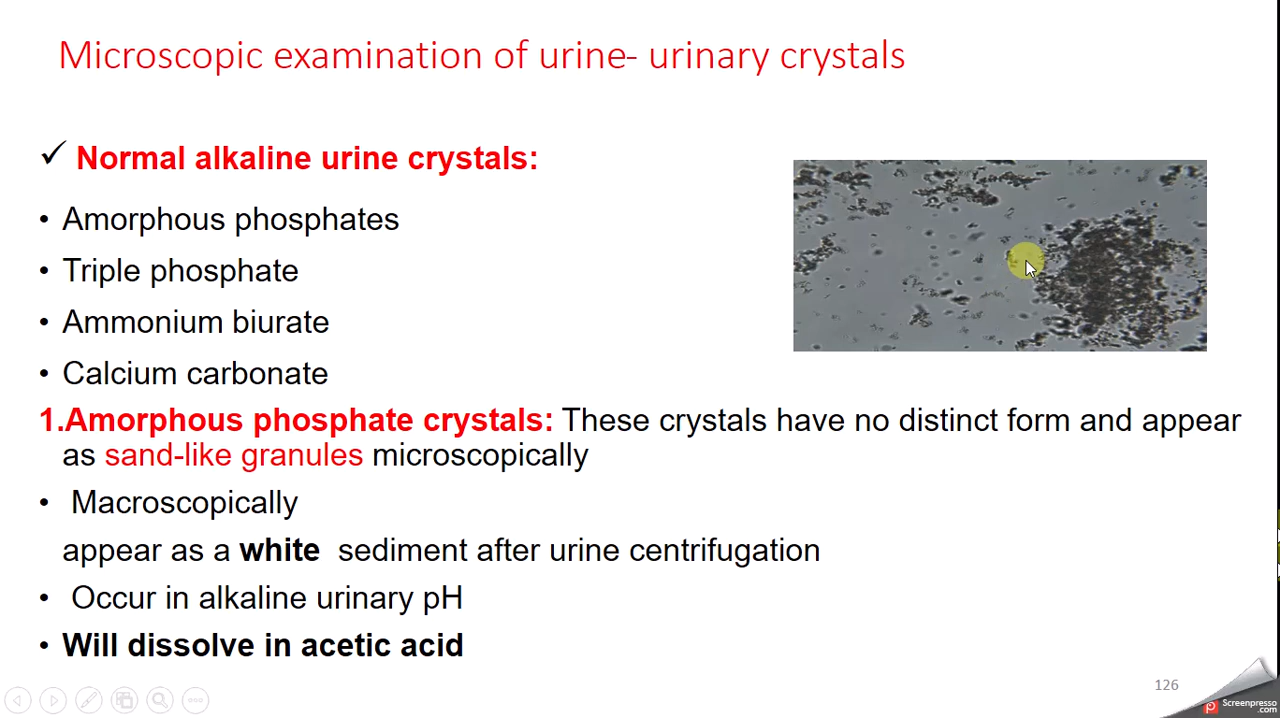 Microscopic examination of urine- urinary crystals
✓ Normal alkaline urine crystals:
• Amorphous phosphates
• Triple phosphate
• Ammonium biurate
• Calcium carbonate
1.Amorphous phosphate crystals: These crystals have no distinct form and appear
as sand-like granules microscopically
• Macroscopically
appear as a white sediment after urine centrifugation
• Occur in alkaline urinary pH
• Will dissolve in acetic acid
126
Screenpresso
.com